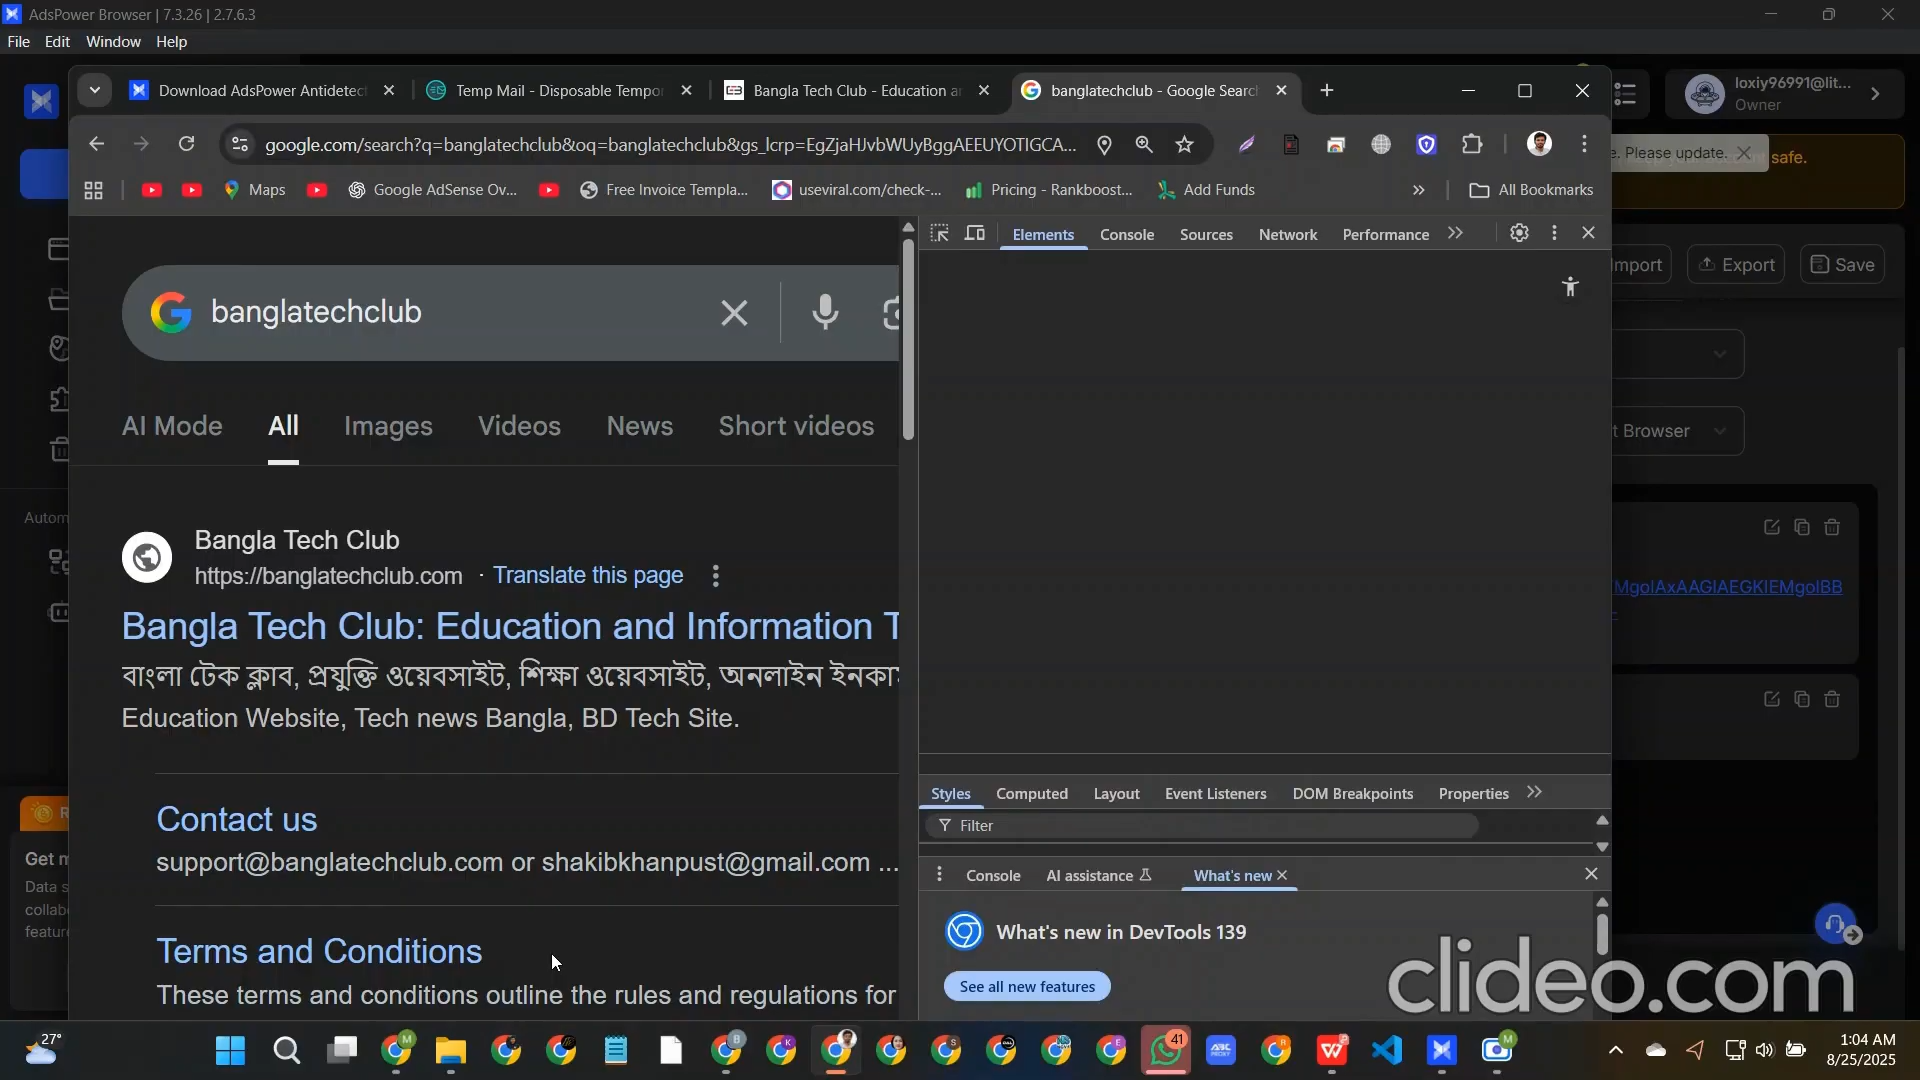 AdsPower Browser | 7.3.26 | 2.7.6.3
File Edit Window Help
Download AdsPower Antidetec
Temp Mail - Disposable Tempo
Bangla Tech Club - Education a
banglatechclub - Google Searc
loxiy96991@lit...
Owner
google.com/search?q=banglatechclub&oq=banglatechclub&gs_lcrp=EgZjaHJvbWUyBggAEEUYOTIGCA...
e. Please update.
safe.
Maps
Google AdSense Ov...
Free Invoice Templa...
useviral.com/check-...
Pricing - Rankboost...
Add Funds
All Bookmarks
Elements Console Sources Network Performance
Import Export Save
banglatechclub
AI Mode All Images Videos News Short videos
t Browser
Autom
Bangla Tech Club
https://banglatechclub.com · Translate this page
Bangla Tech Club: Education and Information T
বাংলা টেক ক্লাব, প্রযুক্তি ওয়েবসাইট, শিক্ষা ওয়েবসাইট, অনলাইন ইনকা
Education Website, Tech news Bangla, BD Tech Site.
MgoIAxAAGIAEGKIEMgoIBB
Contact us
support@banglatechclub.com or shakibkhanpust@gmail.com ...
Terms and Conditions
These terms and conditions outline the rules and regulations for
Styles Computed Layout Event Listeners DOM Breakpoints Properties
Filter
Console AI assistance What's new
What's new in DevTools 139
See all new features
R
Get m
Data s
collab
featur
clideo.com
27°
41
1:04 AM
8/25/2025